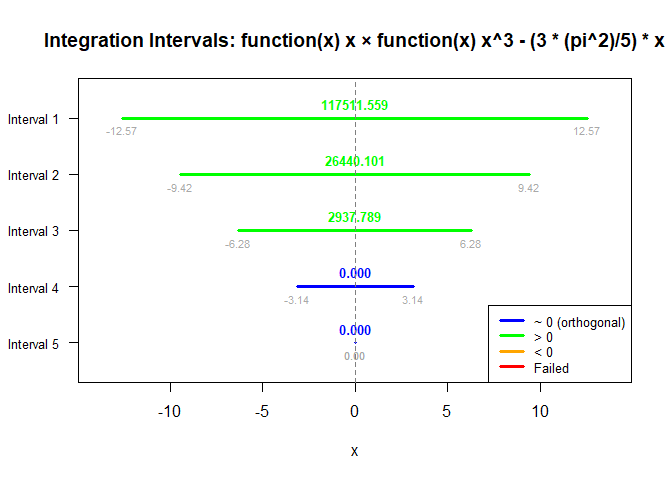 Integration Intervals: function(x) x × function(x) x^3 - (3 * (pi^2)/5) * x
Interval 1
117511.559
-12.57
12.57
Interval 2
26440.101
-9.42
9.42
Interval 3
2937.789
-6.28
6.28
Interval 4
0.000
-3.14
3.14
Interval 5
0.000
0.00
~ 0 (orthogonal)
> 0
< 0
Failed
-10 -5 0 5 10
x